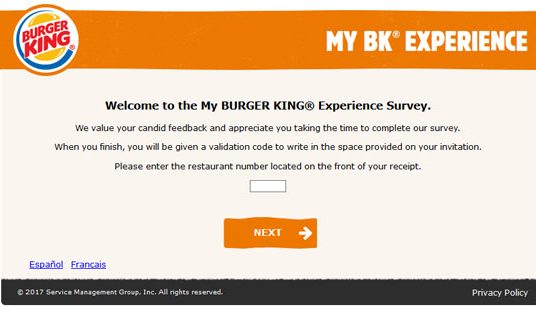 BURGER
KING®
MY BK® EXPERIENCE
Welcome to the My BURGER KING® Experience Survey.
We value your candid feedback and appreciate you taking the time to complete our survey.
When you finish, you will be given a validation code to write in the space provided on your invitation.
Please enter the restaurant number located on the front of your receipt.
NEXT
Español Français
© 2017 Service Management Group, Inc. All rights reserved.
Privacy Policy